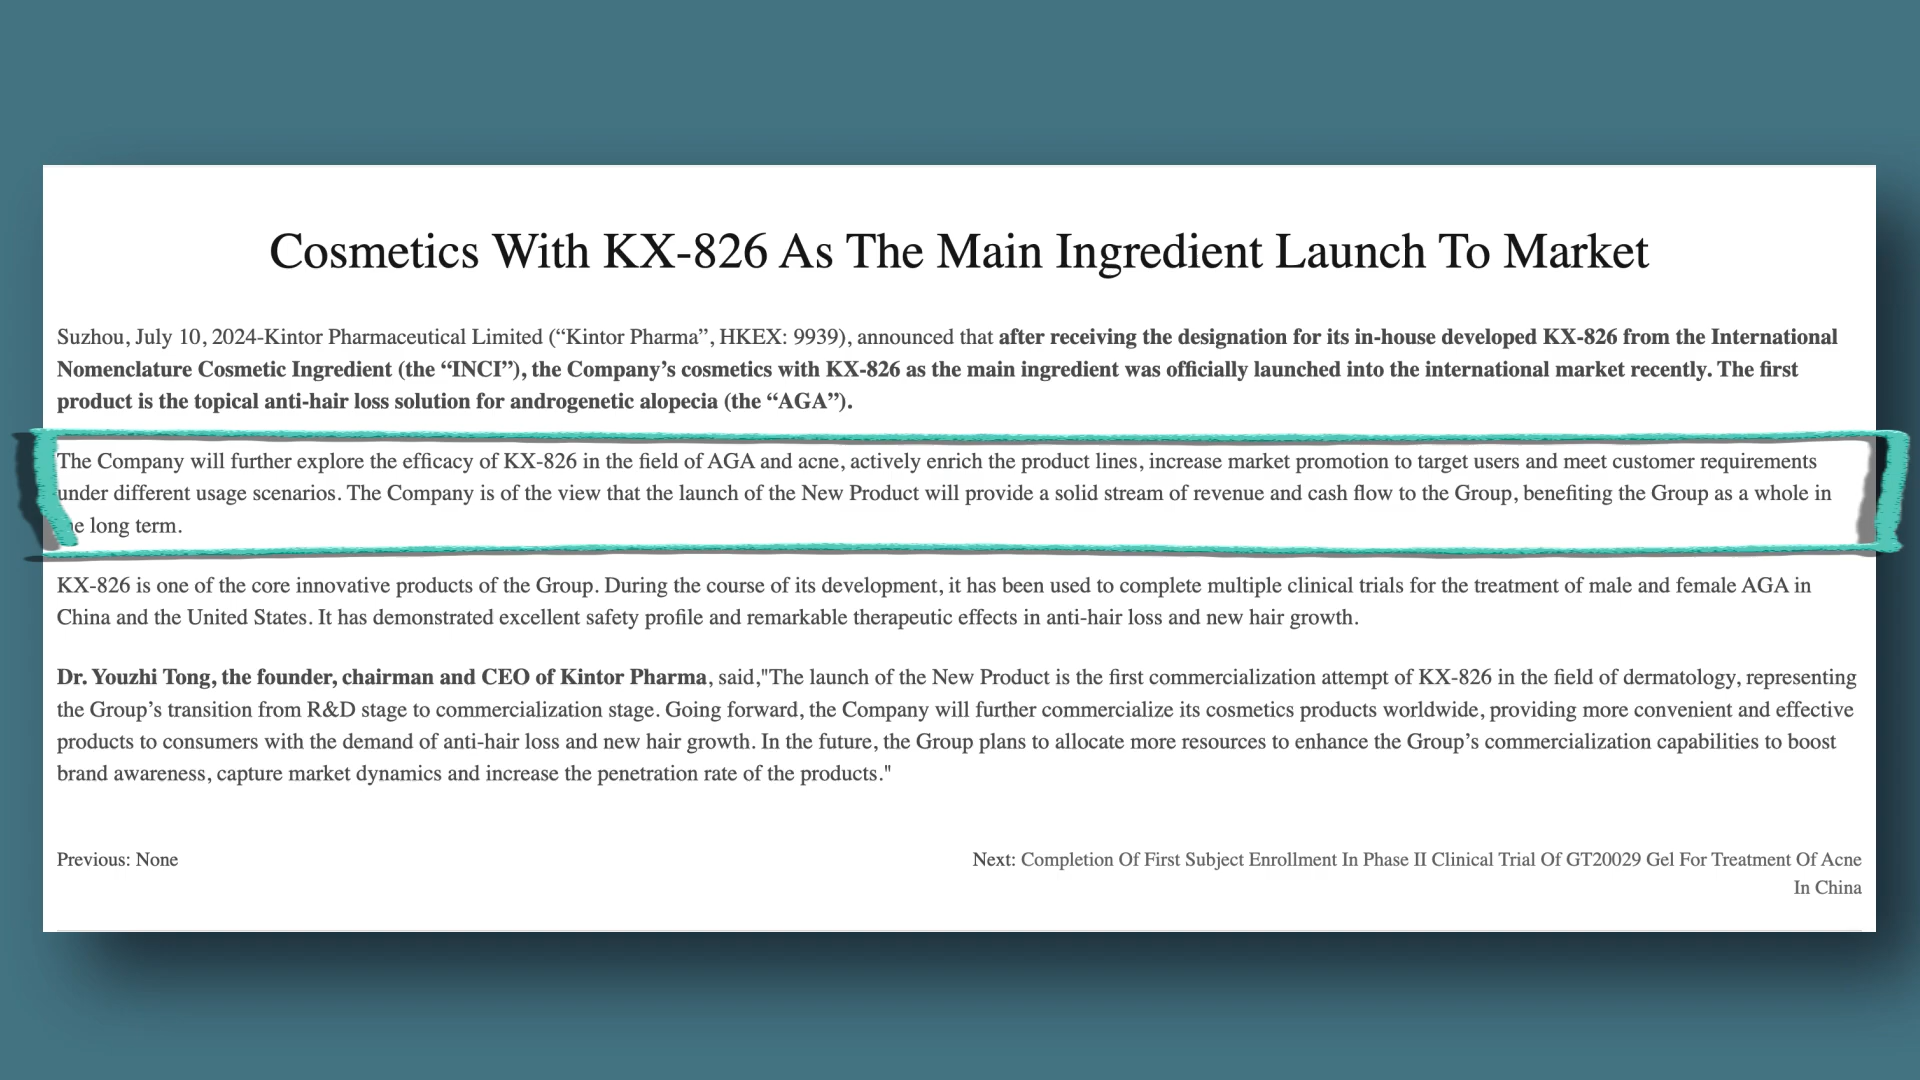 Cosmetics With KX-826 As The Main Ingredient Launch To Market
Suzhou, July 10, 2024-Kintor Pharmaceutical Limited (“Kintor Pharma”, HKEX: 9939), announced that after receiving the designation for its in-house developed KX-826 from the International
Nomenclature Cosmetic Ingredient (the “INCI”), the Company’s cosmetics with KX-826 as the main ingredient was officially launched into the international market recently. The first
product is the topical anti-hair loss solution for androgenetic alopecia (the “AGA”).
The Company will further explore the efficacy of KX-826 in the field of AGA and acne, actively enrich the product lines, increase market promotion to target users and meet customer requirements
under different usage scenarios. The Company is of the view that the launch of the New Product will provide a solid stream of revenue and cash flow to the Group, benefiting the Group as a whole in
the long term.
KX-826 is one of the core innovative products of the Group. During the course of its development, it has been used to complete multiple clinical trials for the treatment of male and female AGA in
China and the United States. It has demonstrated excellent safety profile and remarkable therapeutic effects in anti-hair loss and new hair growth.
Dr. Youzhi Tong, the founder, chairman and CEO of Kintor Pharma, said,"The launch of the New Product is the first commercialization attempt of KX-826 in the field of dermatology, representing
the Group’s transition from R&D stage to commercialization stage. Going forward, the Company will further commercialize its cosmetics products worldwide, providing more convenient and effective
products to consumers with the demand of anti-hair loss and new hair growth. In the future, the Group plans to allocate more resources to enhance the Group’s commercialization capabilities to boost
brand awareness, capture market dynamics and increase the penetration rate of the products."
Previous: None
Next: Completion Of First Subject Enrollment In Phase II Clinical Trial Of GT20029 Gel For Treatment Of Acne
In China